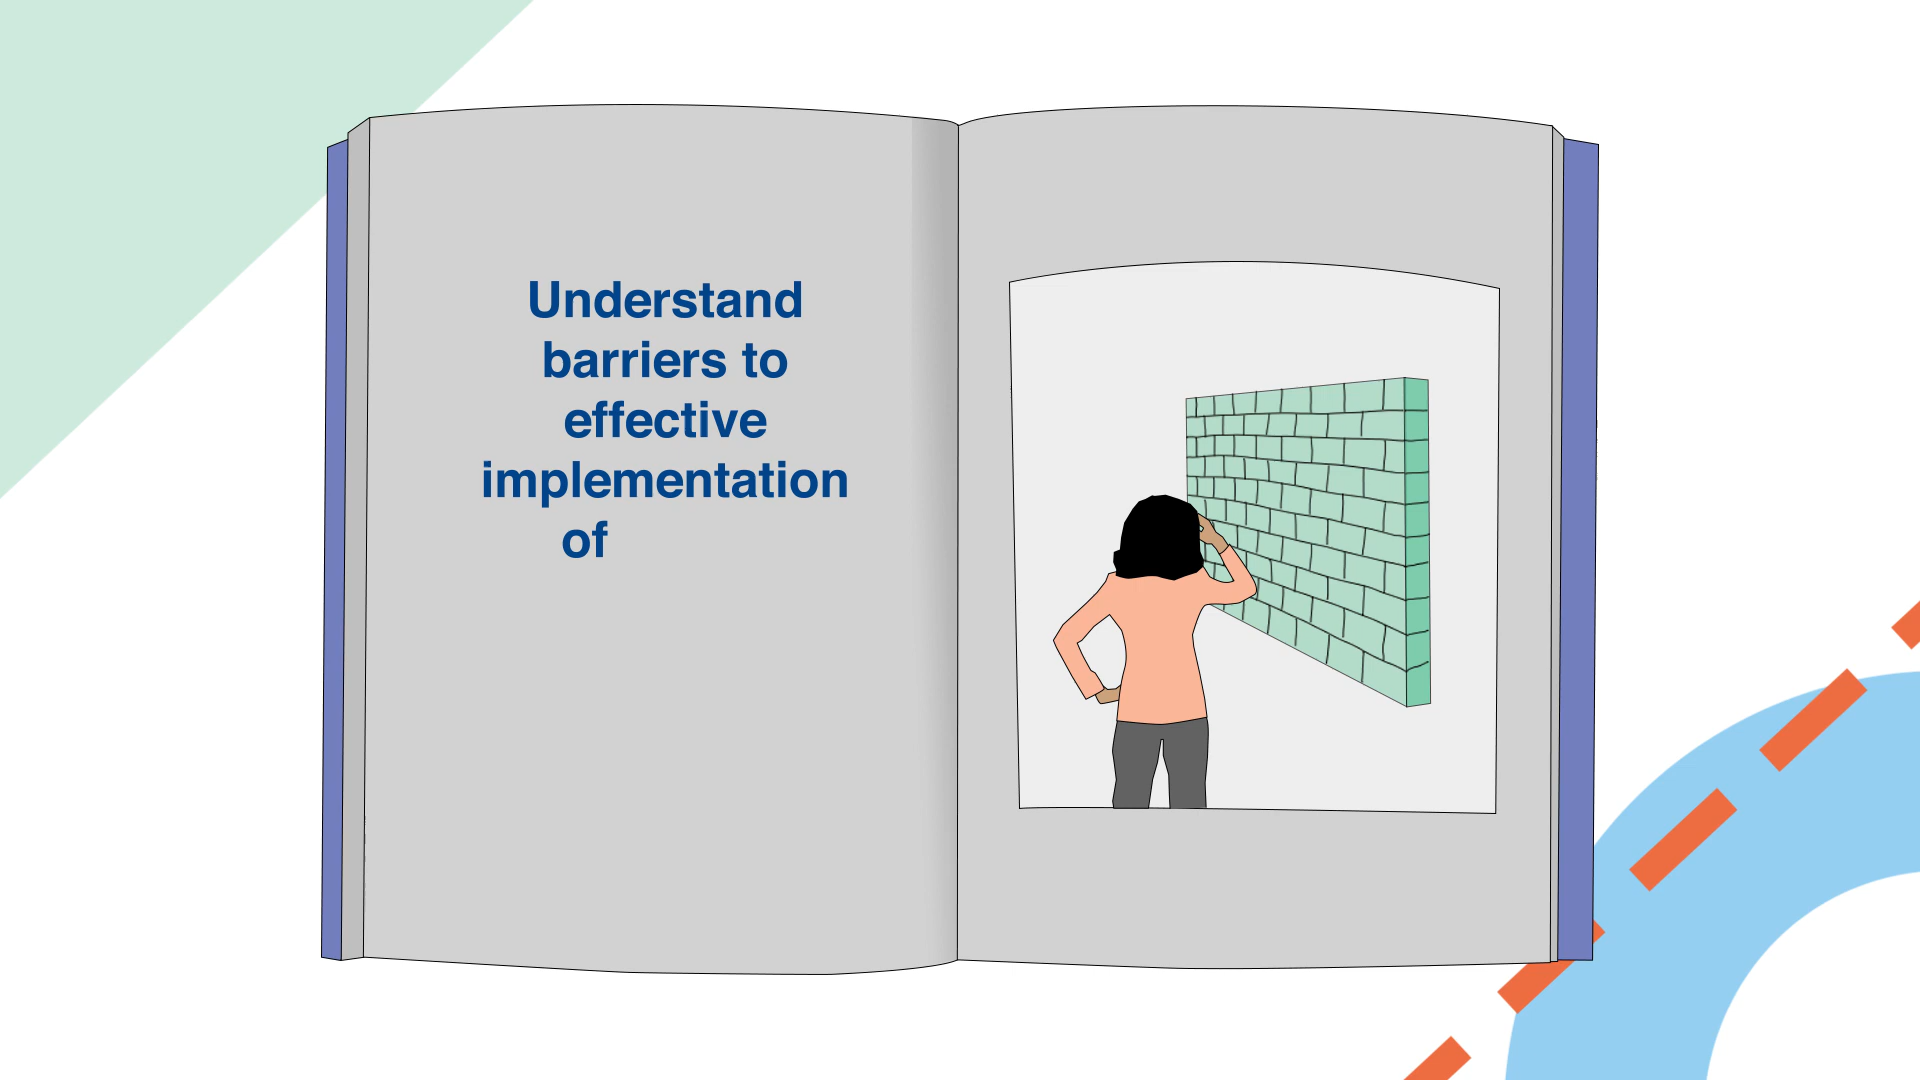 Understand
barriers to
effective
implementation
of